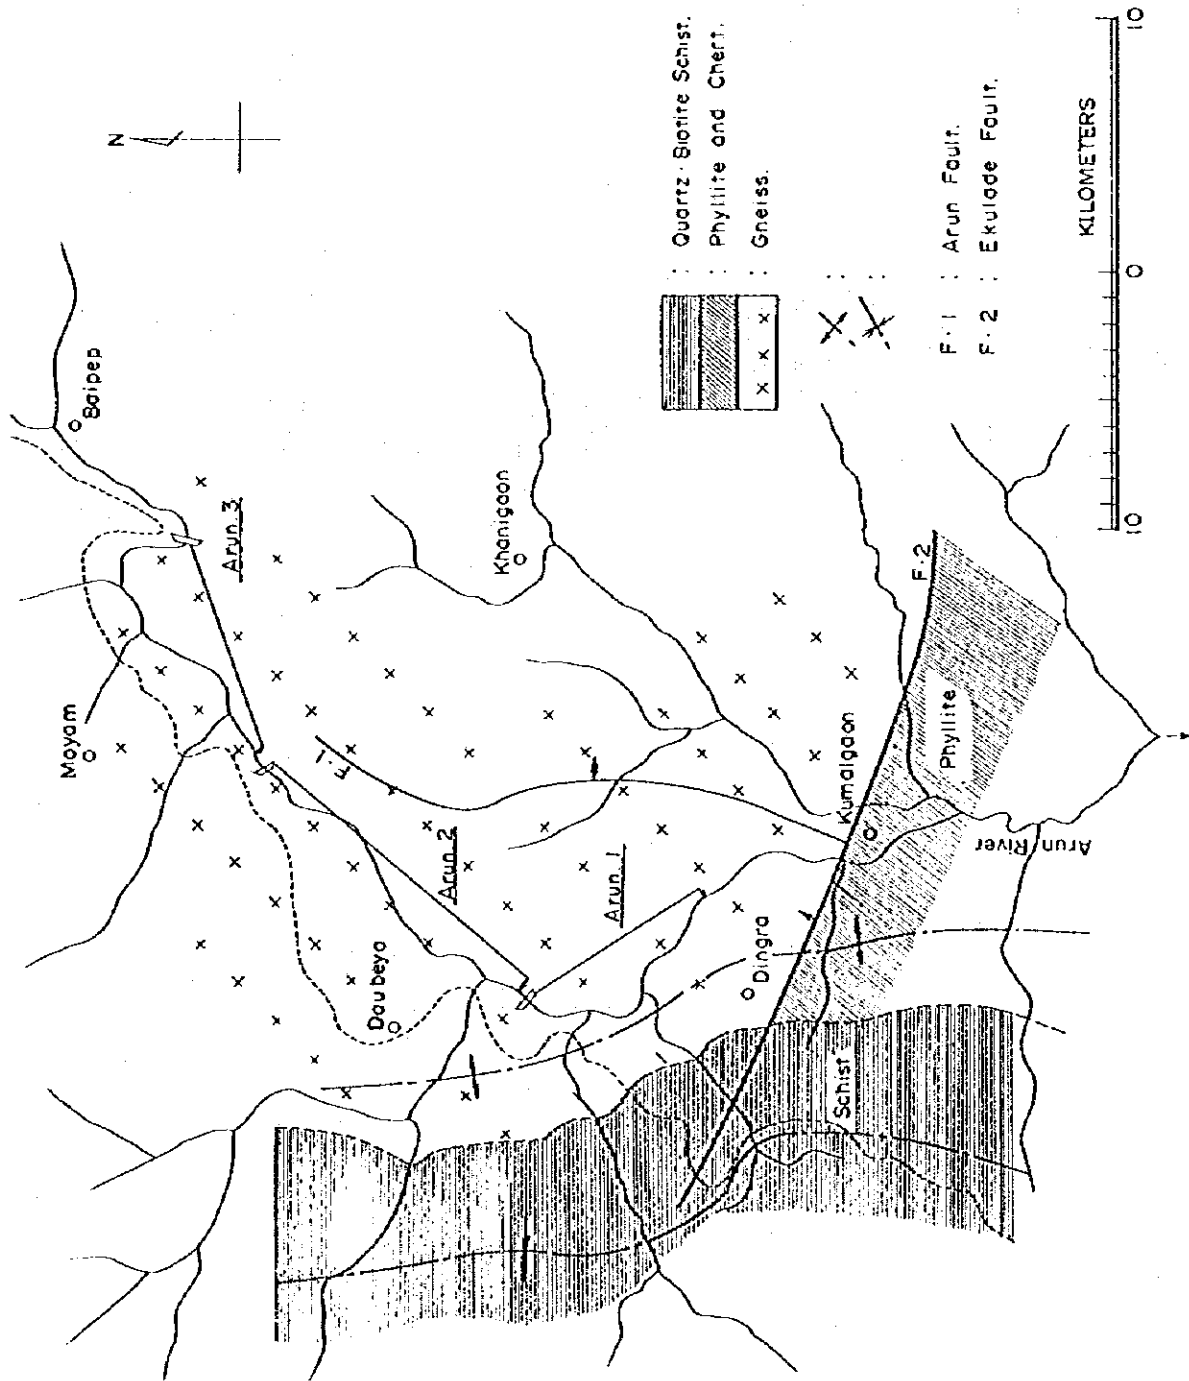 N
Baipep
Moyam
Arun 3
Khanigaon
F·1
Daubeya
Arun 2
Arun 1
Kumalgaon
Dingra
F·2
Phyllite
Arun River
Schist
: Quartz·Biotite Schist.
: Phyllite and Chert.
: Gneiss.
:
:
F·1 : Arun Fault.
F·2 : Ekulade Fault.
KILOMETERS
10 0 10